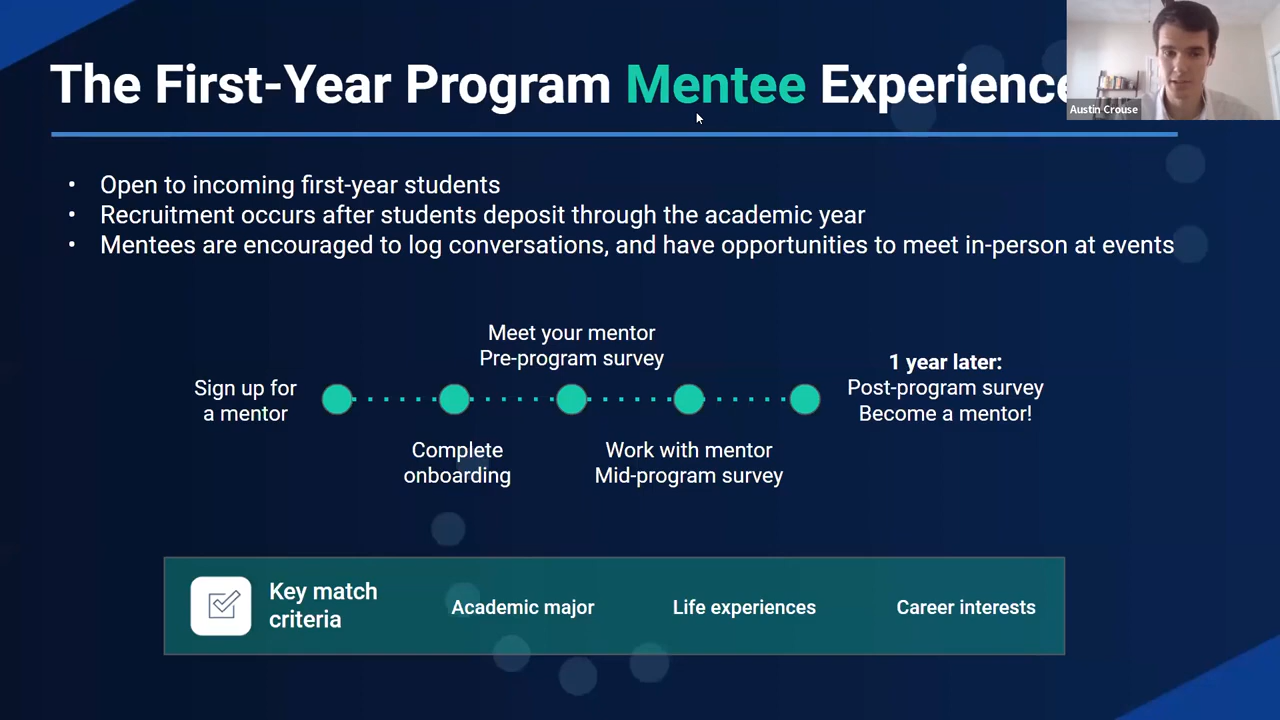 The First-Year Program Mentee Experience
Austin Crouse
• Open to incoming first-year students
• Recruitment occurs after students deposit through the academic year
• Mentees are encouraged to log conversations, and have opportunities to meet in-person at events
Sign up for
a mentor
Complete
onboarding
Meet your mentor
Pre-program survey
Work with mentor
Mid-program survey
1 year later:
Post-program survey
Become a mentor!
Key match
criteria
Academic major
Life experiences
Career interests